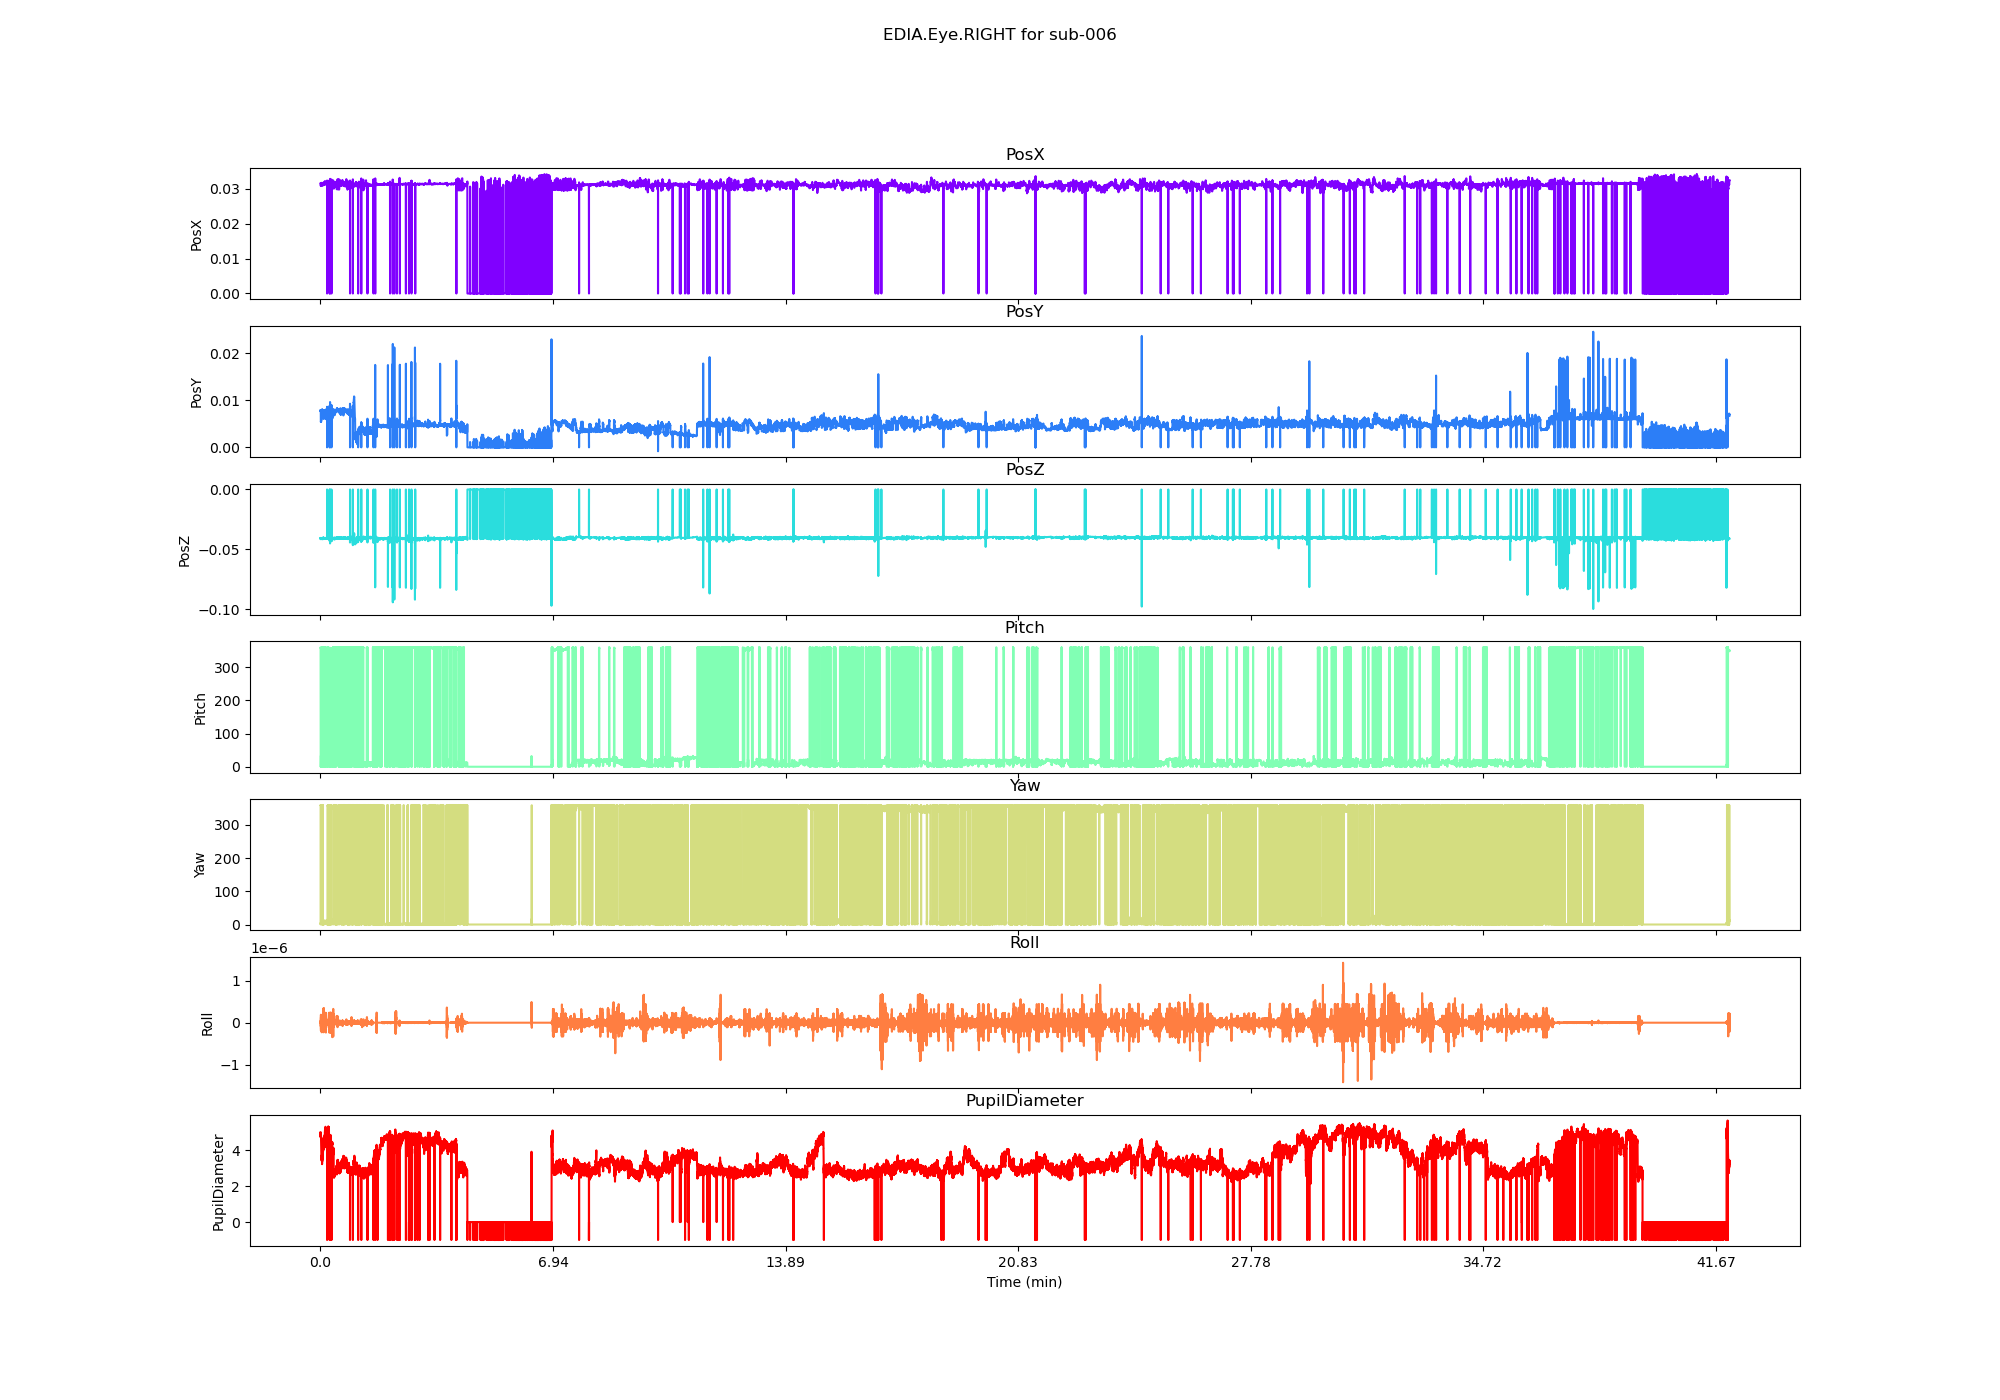 EDIA.Eye.RIGHT for sub-006
PosX
PosX
0.03
0.02
0.01
0.00
PosY
PosY
0.02
0.01
0.00
PosZ
PosZ
0.00
−0.05
−0.10
Pitch
Pitch
300
200
100
0
Yaw
Yaw
300
200
100
0
1e−6
Roll
Roll
1
0
−1
PupilDiameter
PupilDiameter
4
2
0
0.0 6.94 13.89 20.83 27.78 34.72 41.67
Time (min)